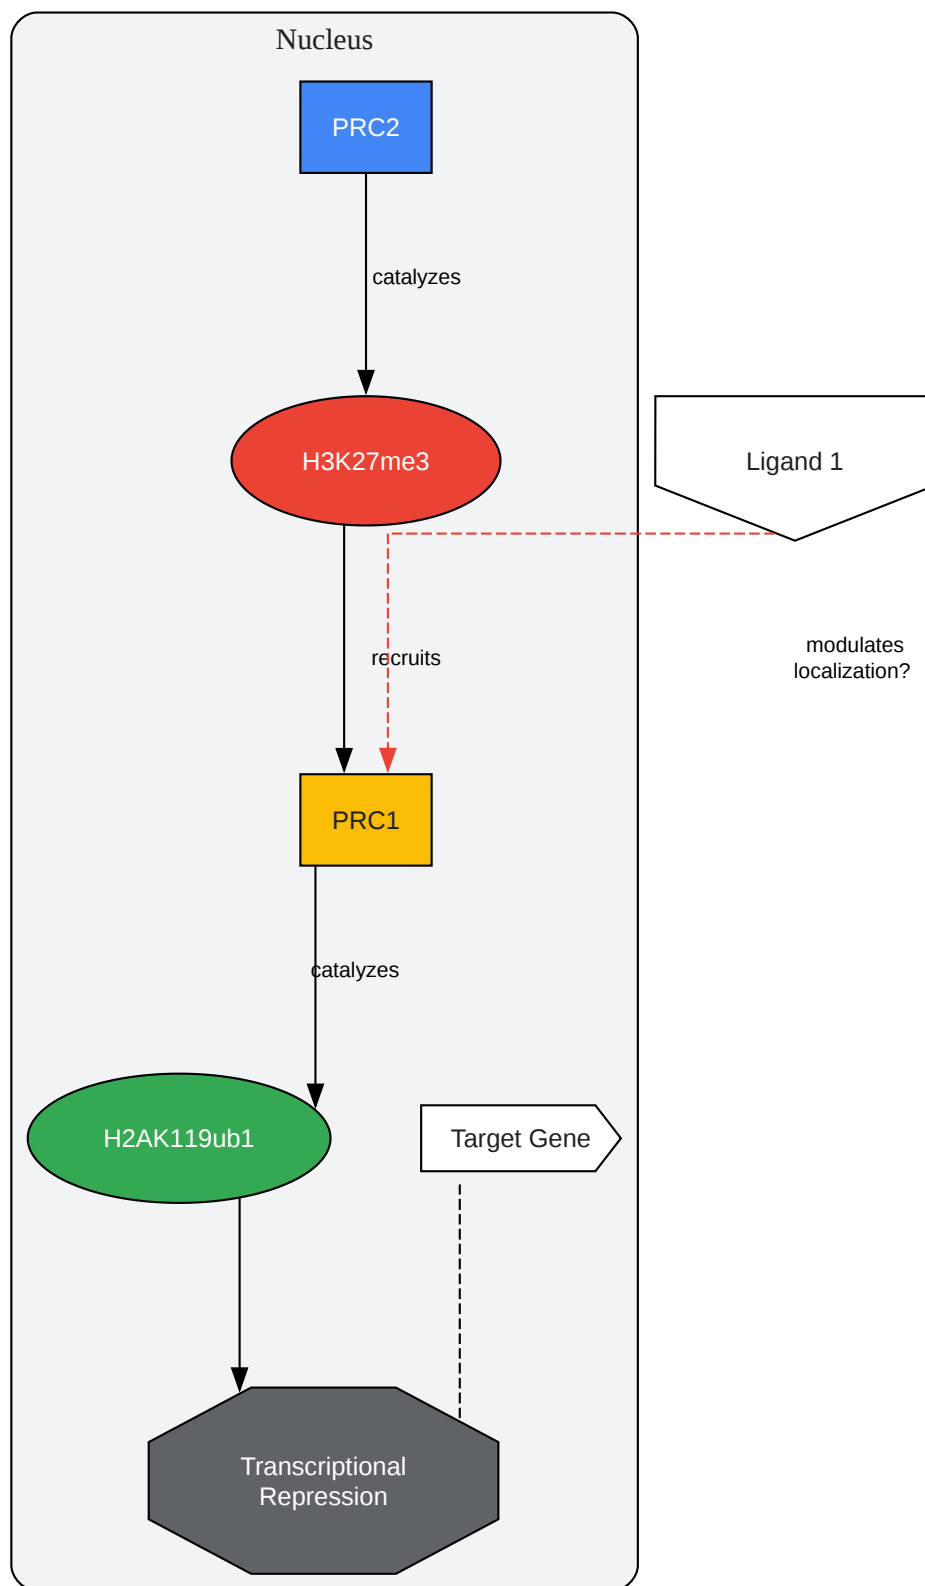 Nucleus
PRC2
catalyzes
H3K27me3
Ligand 1
modulates
localization?
recruits
PRC1
catalyzes
H2AK119ub1
Target Gene
Transcriptional
Repression